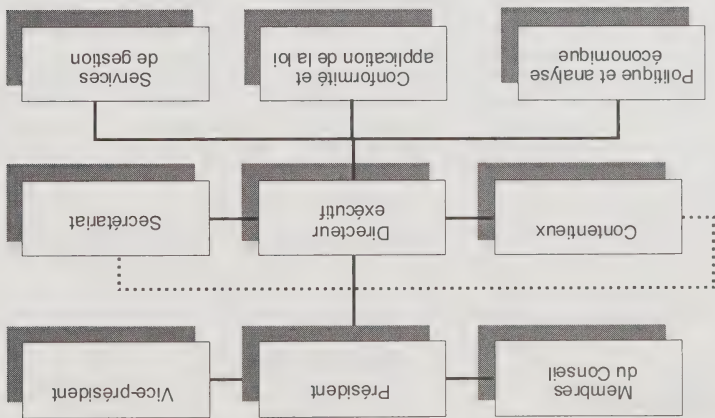 Membres
du Conseil
Président
Vice-président
Contentieux
Directeur
exécutif
Secrétariat
Politique et analyse
économique
Conformité et
application de la loi
Services
de gestion